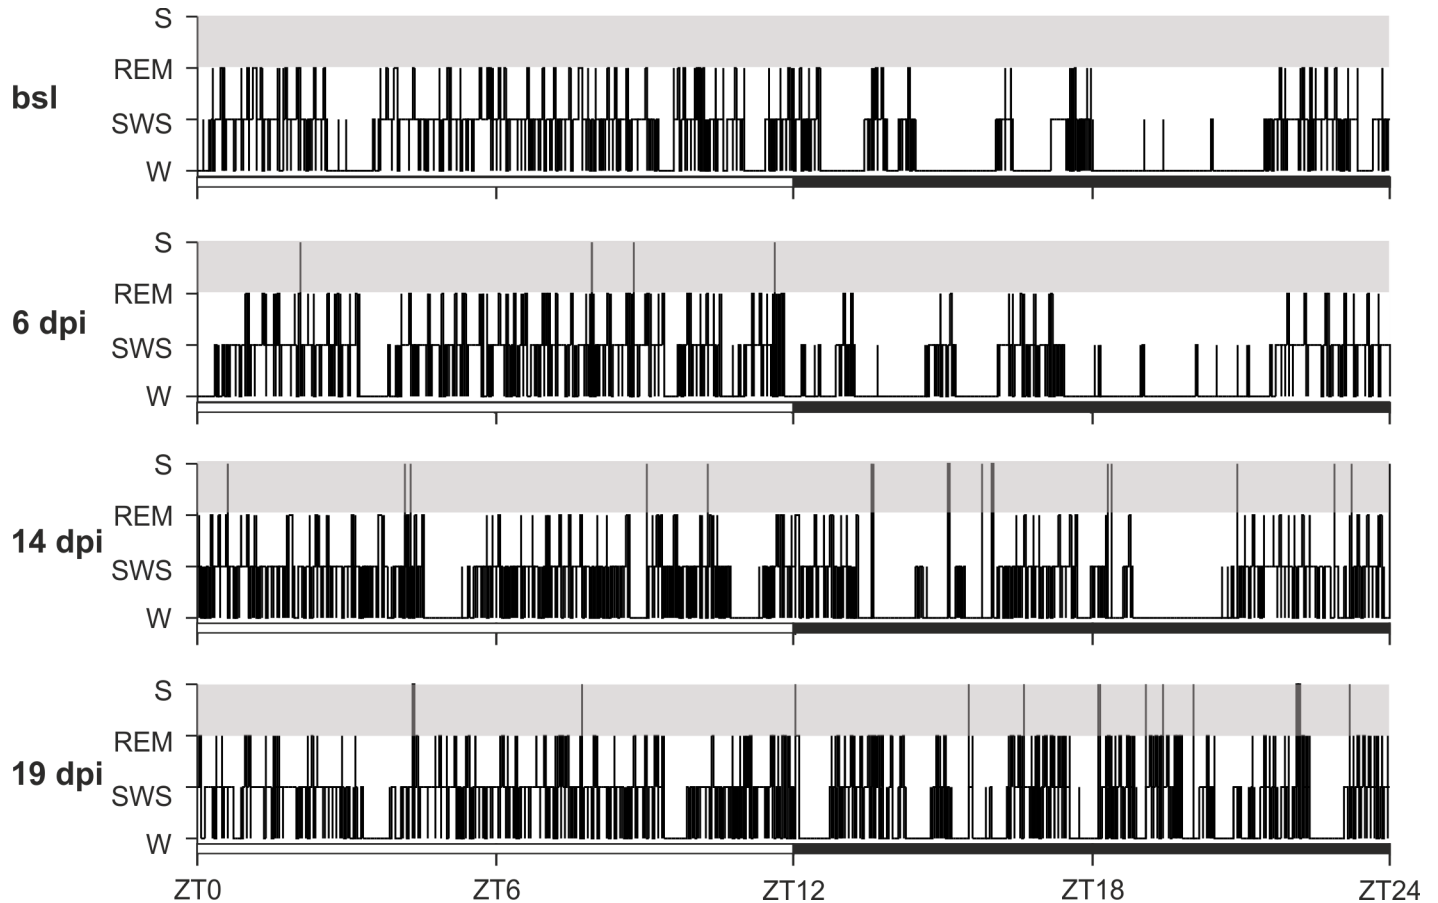 S
REM
bsl
SWS
W
S
REM
6 dpi
SWS
W
S
REM
14 dpi
SWS
W
S
REM
19 dpi
SWS
W
ZT0 ZT6 ZT12 ZT18 ZT24